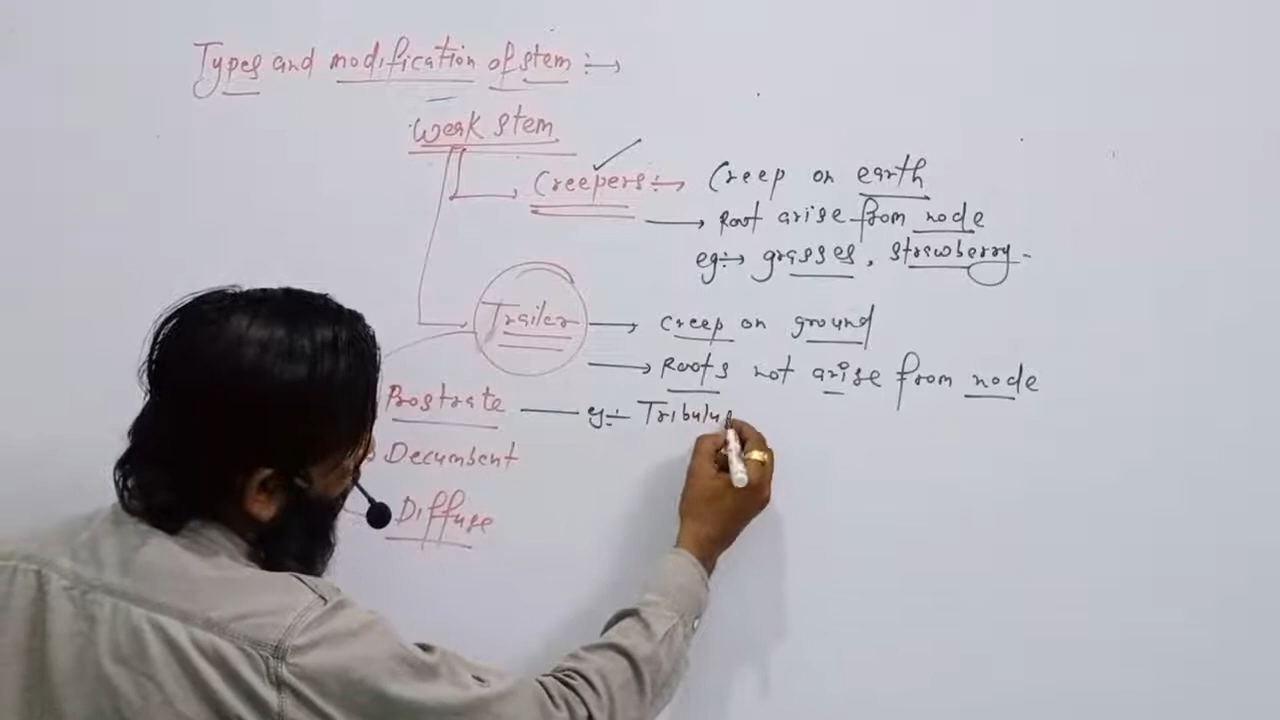 Types and modification of stem :→
Weak stem
Creepers :→ Creep on earth
→ Root arise from node
eg:→ grasses, strawberry
Trailer → Creep on ground
→ Roots not arise from node
Prostrate — eg:- Tribulus
Decumbent
Diffuse